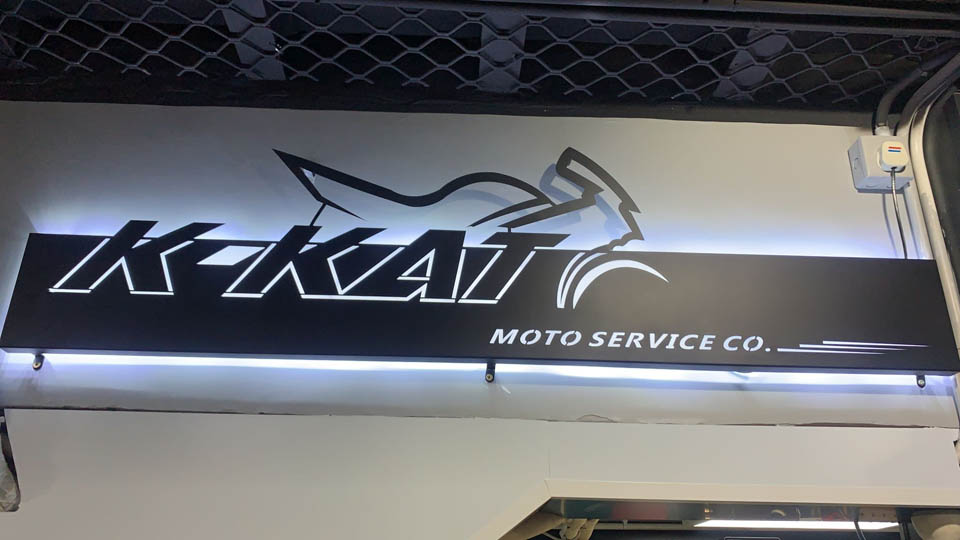 K-KAT
MOTO SERVICE CO.